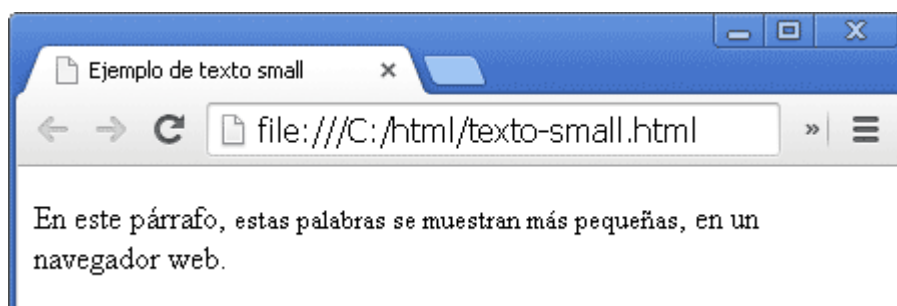 Ejemplo de texto small
file:///C:/html/texto-small.html
En este párrafo, estas palabras se muestran más pequeñas, en un
navegador web.